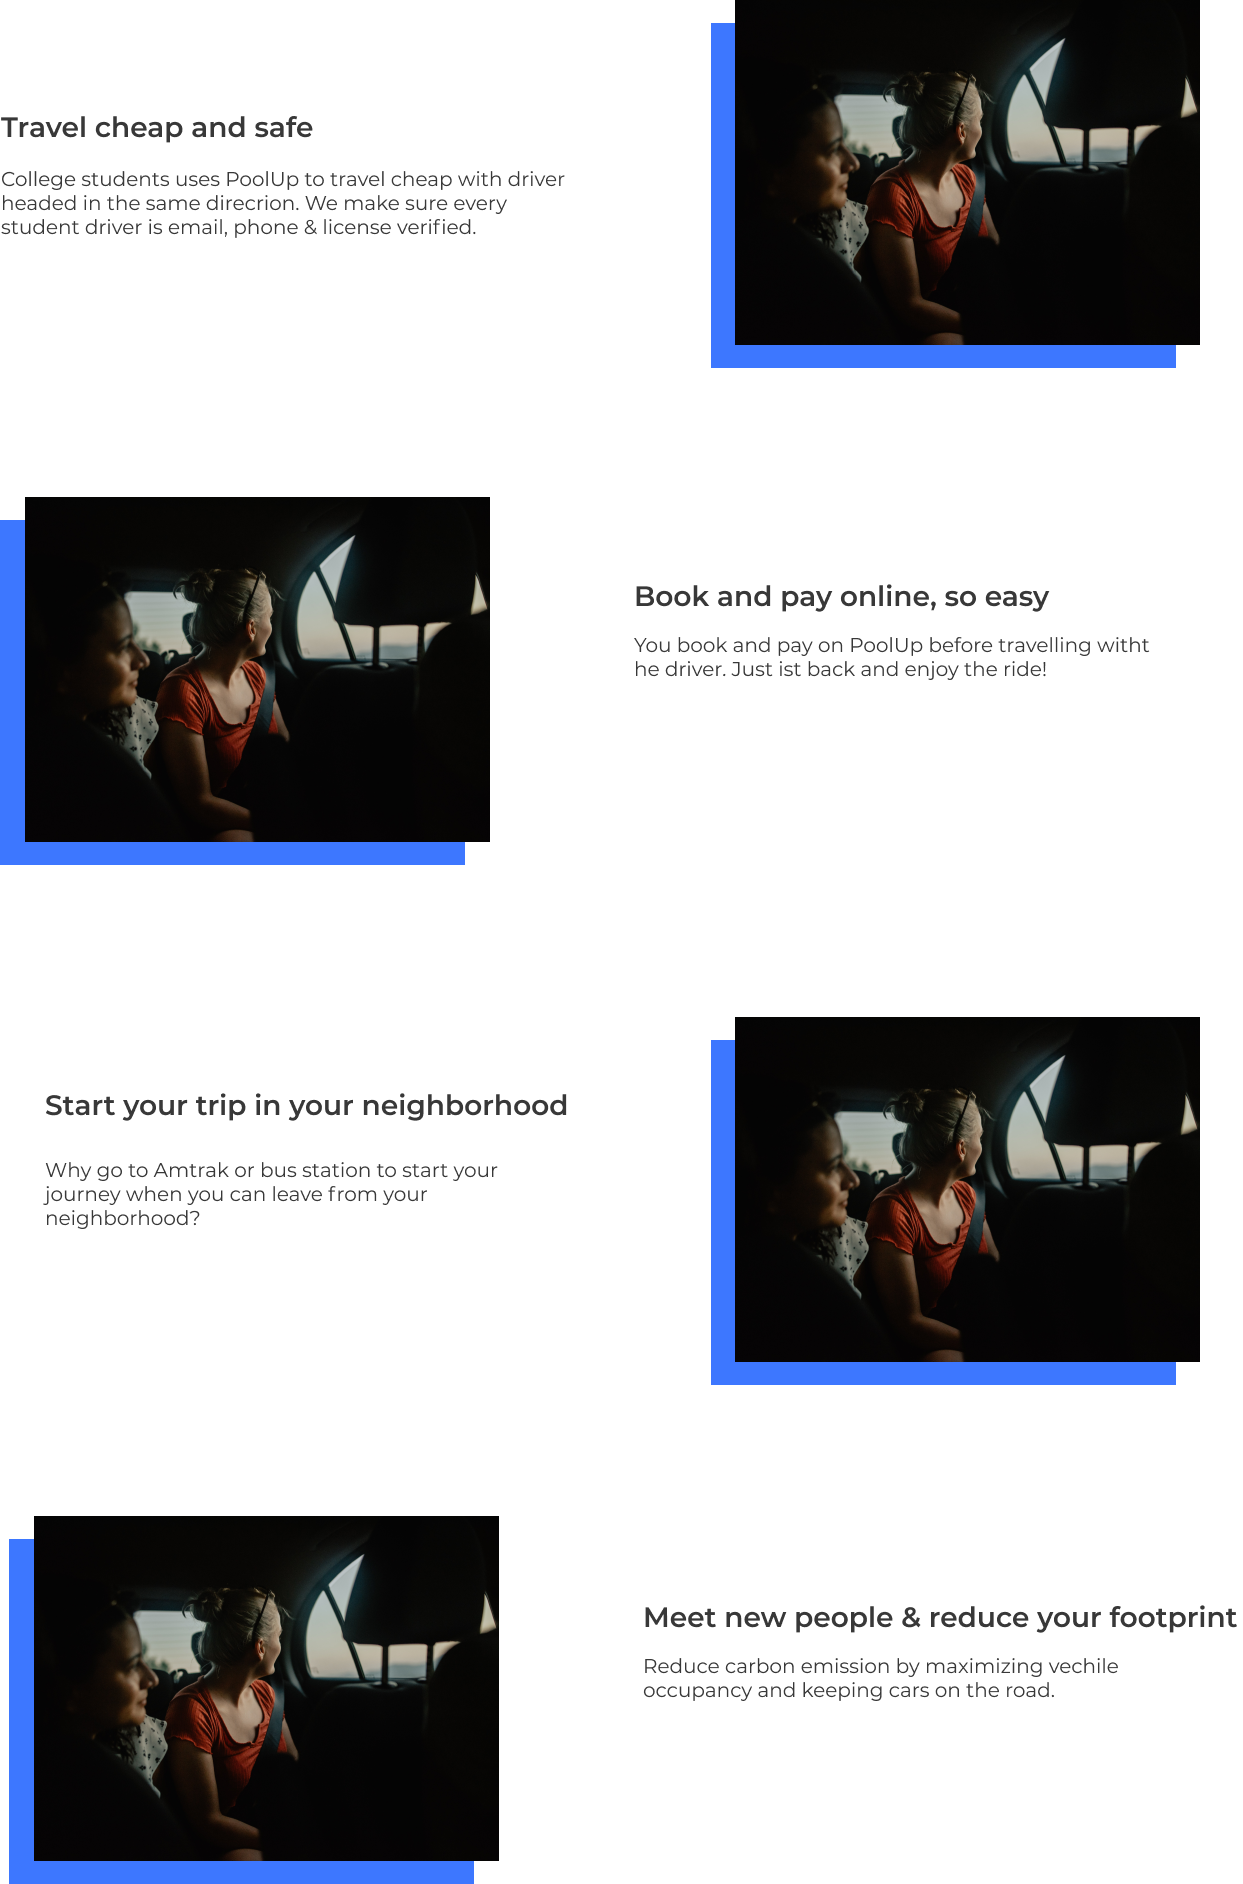 Travel cheap and safe
College students uses PoolUp to travel cheap with driver
headed in the same direcrion. We make sure every
student driver is email, phone & license verified.
Book and pay online, so easy
You book and pay on PoolUp before travelling witht
he driver. Just ist back and enjoy the ride!
Start your trip in your neighborhood
Why go to Amtrak or bus station to start your
journey when you can leave from your
neighborhood?
Meet new people & reduce your footprint
Reduce carbon emission by maximizing vechile
occupancy and keeping cars on the road.